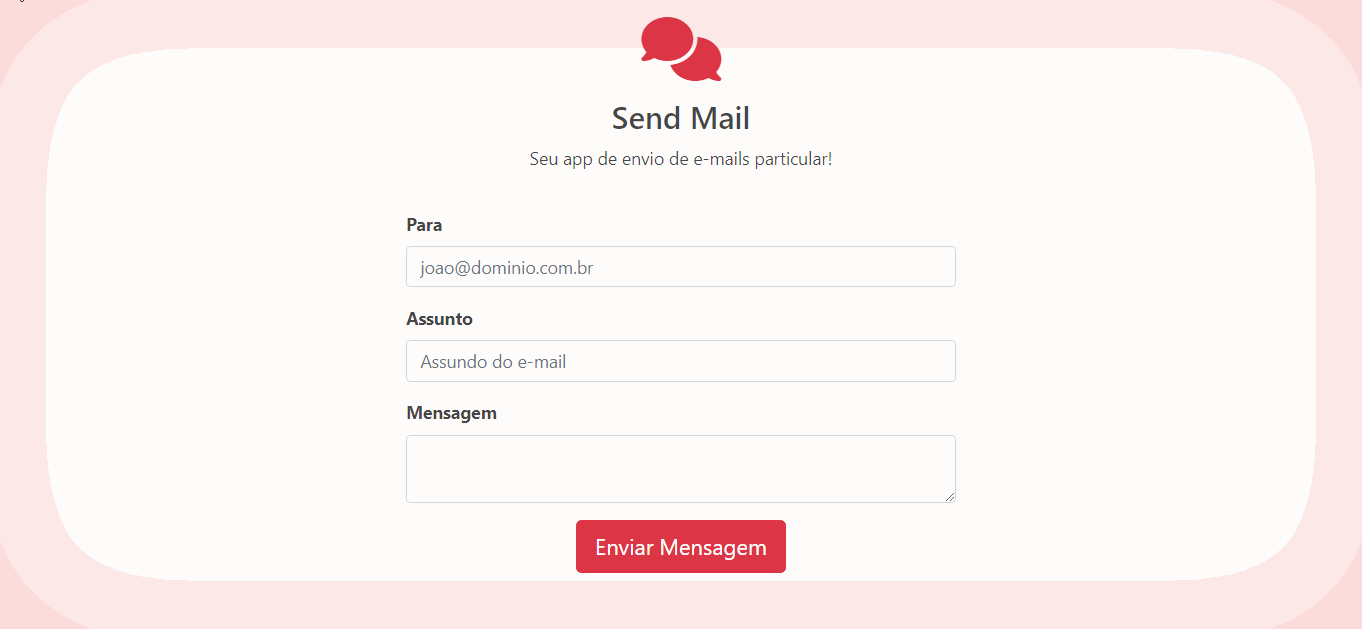 Send Mail
Seu app de envio de e-mails particular!
Para
joao@dominio.com.br
Assunto
Assundo do e-mail
Mensagem
Enviar Mensagem